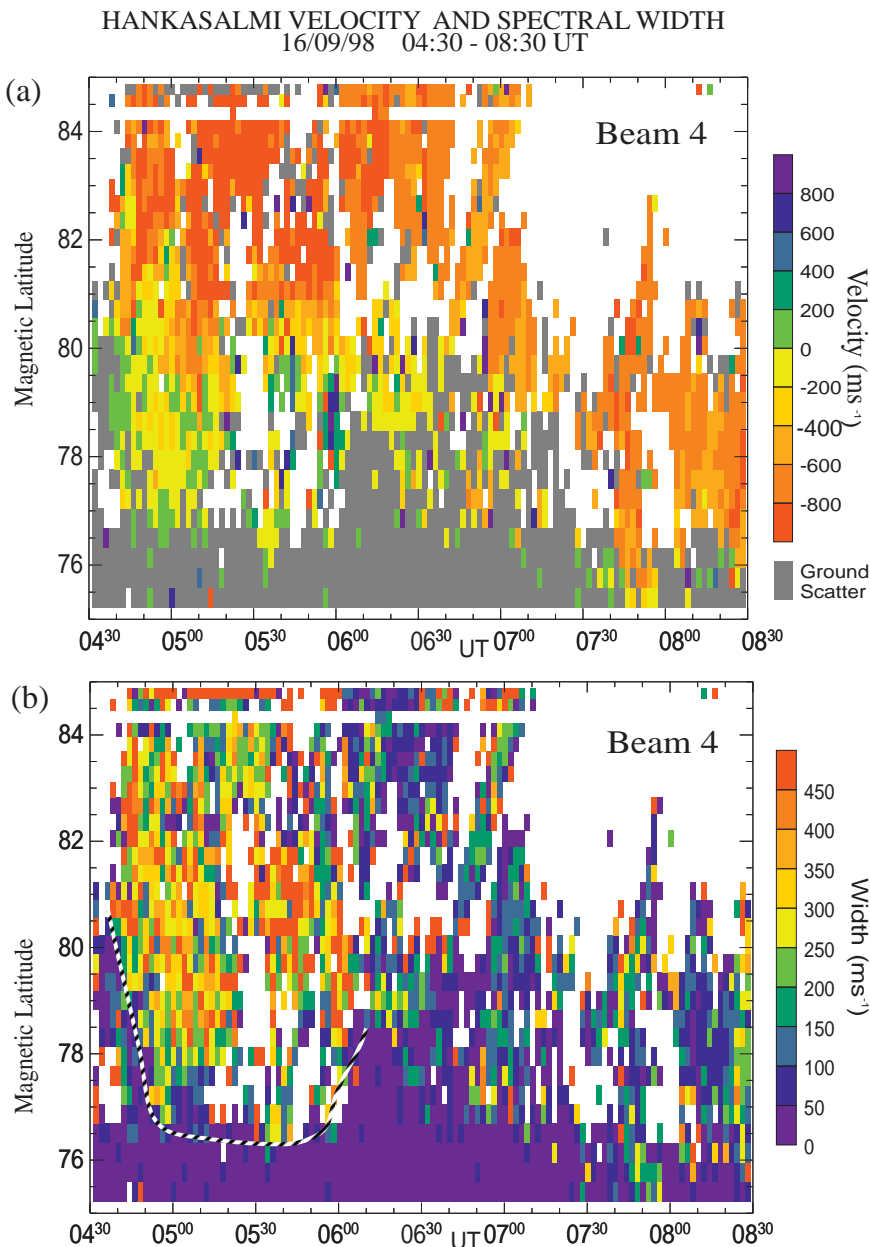 HANKASALMI VELOCITY AND SPECTRAL WIDTH
16/09/98 04:30 - 08:30 UT
(a)
Beam 4
84
82
80
78
76
Magnetic Latitude
0430 0500 0530 0600 0630 UT 0700 0730 0800 0830
800
600
400
200
0
-200
-400
-600
-800
Velocity (ms-1)
Ground
Scatter
(b)
Beam 4
84
82
80
78
76
Magnetic Latitude
0430 0500 0530 0600 0630 UT 0700 0730 0800 0830
450
400
350
300
250
200
150
100
50
0
Width (ms-1)